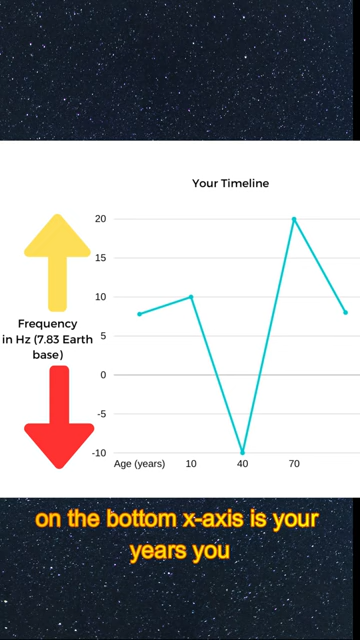 Your Timeline
20
15
10
5
0
-5
-10
Frequency
in Hz (7.83 Earth
base)
Age (years) 10 40 70
on the bottom x-axis is your
years you